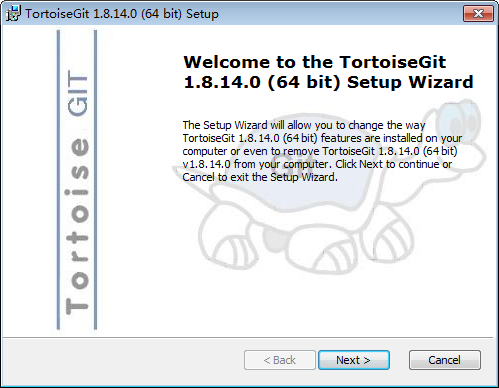 TortoiseGit 1.8.14.0 (64 bit) Setup
Tortoise GIT
Welcome to the TortoiseGit
1.8.14.0 (64 bit) Setup Wizard
The Setup Wizard will allow you to change the way
TortoiseGit 1.8.14.0 (64 bit) features are installed on your
computer or even to remove TortoiseGit 1.8.14.0 (64 bit)
v1.8.14.0 from your computer. Click Next to continue or
Cancel to exit the Setup Wizard.
Git
< Back
Next >
Cancel